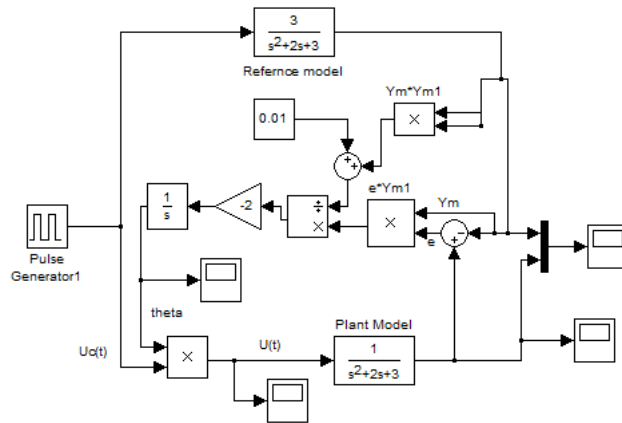 3
s²+2s+3
Refernce model
Ym*Ym1
×
0.01
+
+
e*Ym1
Ym
1
s
-2
÷
×
×
+
−
e
Pulse
Generator1
theta
Plant Model
Uc(t)
×
U(t)
1
s²+2s+3